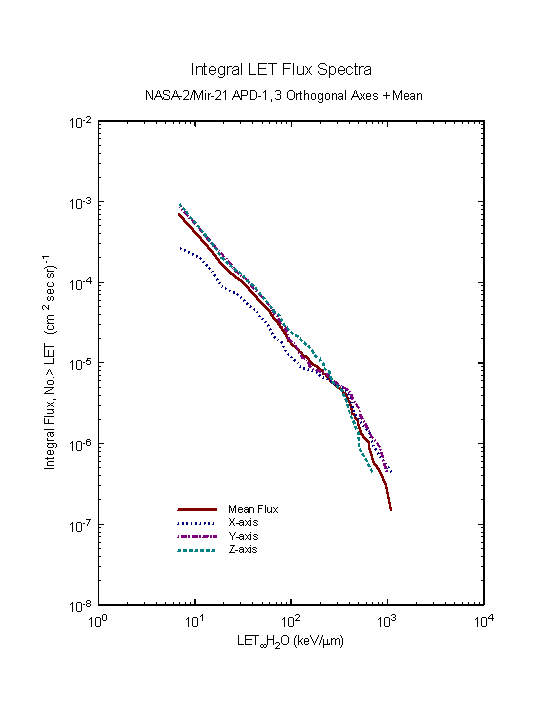 Integral LET Flux Spectra
NASA-2/Mir-21 APD-1, 3 Orthogonal Axes + Mean
10-2
10-3
10-4
10-5
10-6
10-7
10-8
Integral Flux, No.> LET (cm 2 sec sr)-1
Mean Flux
X-axis
Y-axis
Z-axis
100 101 102 103 104
LET∞H2O (keV/µm)